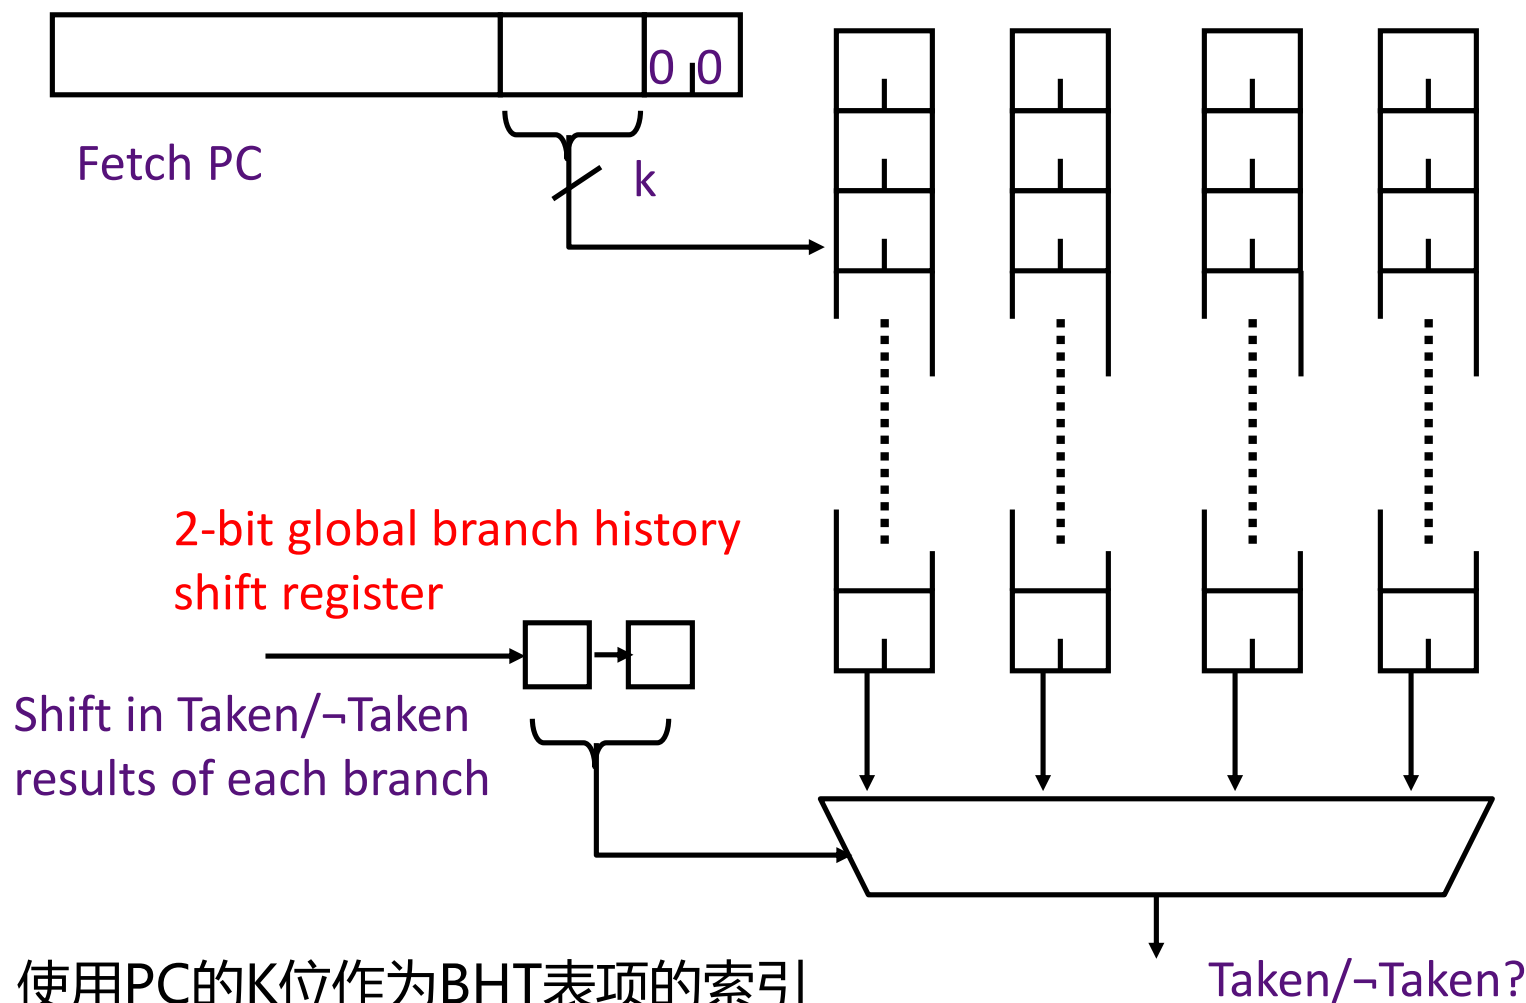 0 0
Fetch PC
k
2-bit global branch history
shift register
Shift in Taken/¬Taken
results of each branch
使用PC的K位作为BHT表项的索引
Taken/¬Taken?